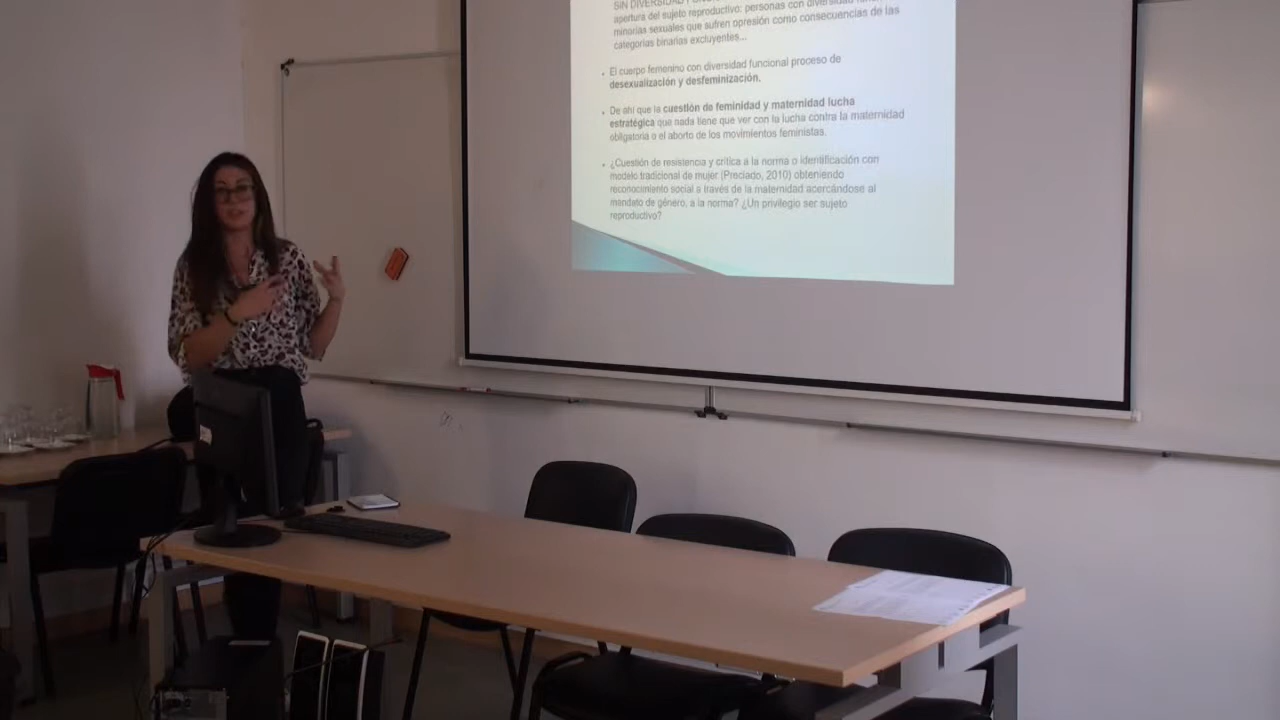 SIN DIVERSIDAD
apertura del sujeto reproductivo: personas con diversidad
minorías sexuales que sufren opresión como consecuencias de las
categorías binarias excluyentes...
• El cuerpo femenino con diversidad funcional proceso de
desexualización y desfeminización.
• De ahí que la cuestión de feminidad y maternidad lucha
estratégica que nada tiene que ver con la lucha contra la maternidad
obligatoria o el aborto de los movimientos feministas.
• ¿Cuestión de resistencia y crítica a la norma o identificación con
modelo tradicional de mujer (Preciado, 2010) obteniendo
reconocimiento social a través de la maternidad acercándose al
mandato de género, a la norma? ¿Un privilegio ser sujeto
reproductivo?